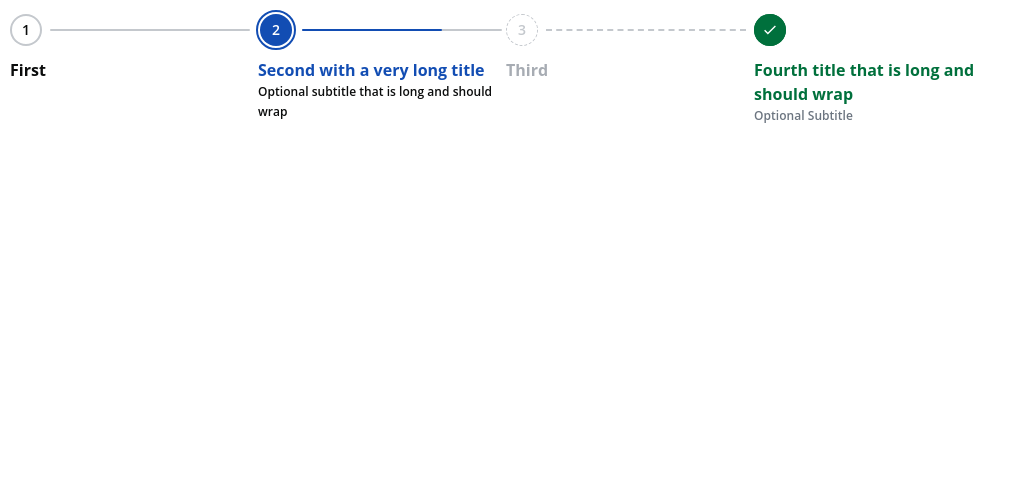 1
First
2
Second with a very long title
Optional subtitle that is long and should
wrap
3
Third
Fourth title that is long and
should wrap
Optional Subtitle